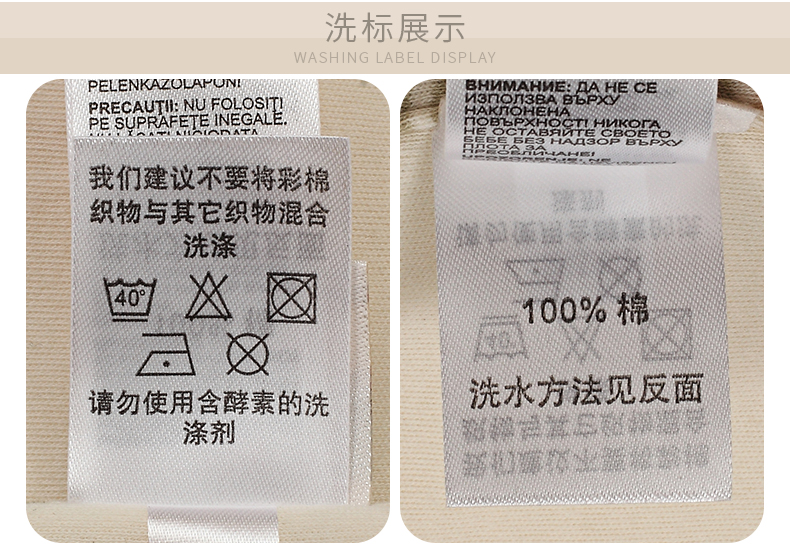 洗标展示
WASHING LABEL DISPLAY
PELENKAZOLAPON!
PRECAUȚII: NU FOLOSIȚI
PE SUPRAFEȚE INEGALE.
我们建议不要将彩棉
织物与其它织物混合
洗涤
40°
请勿使用含酵素的洗
涤剂
ВНИМАНИЕ: ДА НЕ СЕ
ИЗПОЛЗВА ВЪРХУ
НАКЛОНЕНА
ПОВЪРХНОСТ! НИКОГА
НЕ ОСТАВЯЙТЕ СВОЕТО
БЕБЕ БЕЗ НАДЗОР ВЪРХУ
ПЛОТА ЗА
ПРЕОБЛИЧАНЕ!
100% 棉
洗水方法见反面